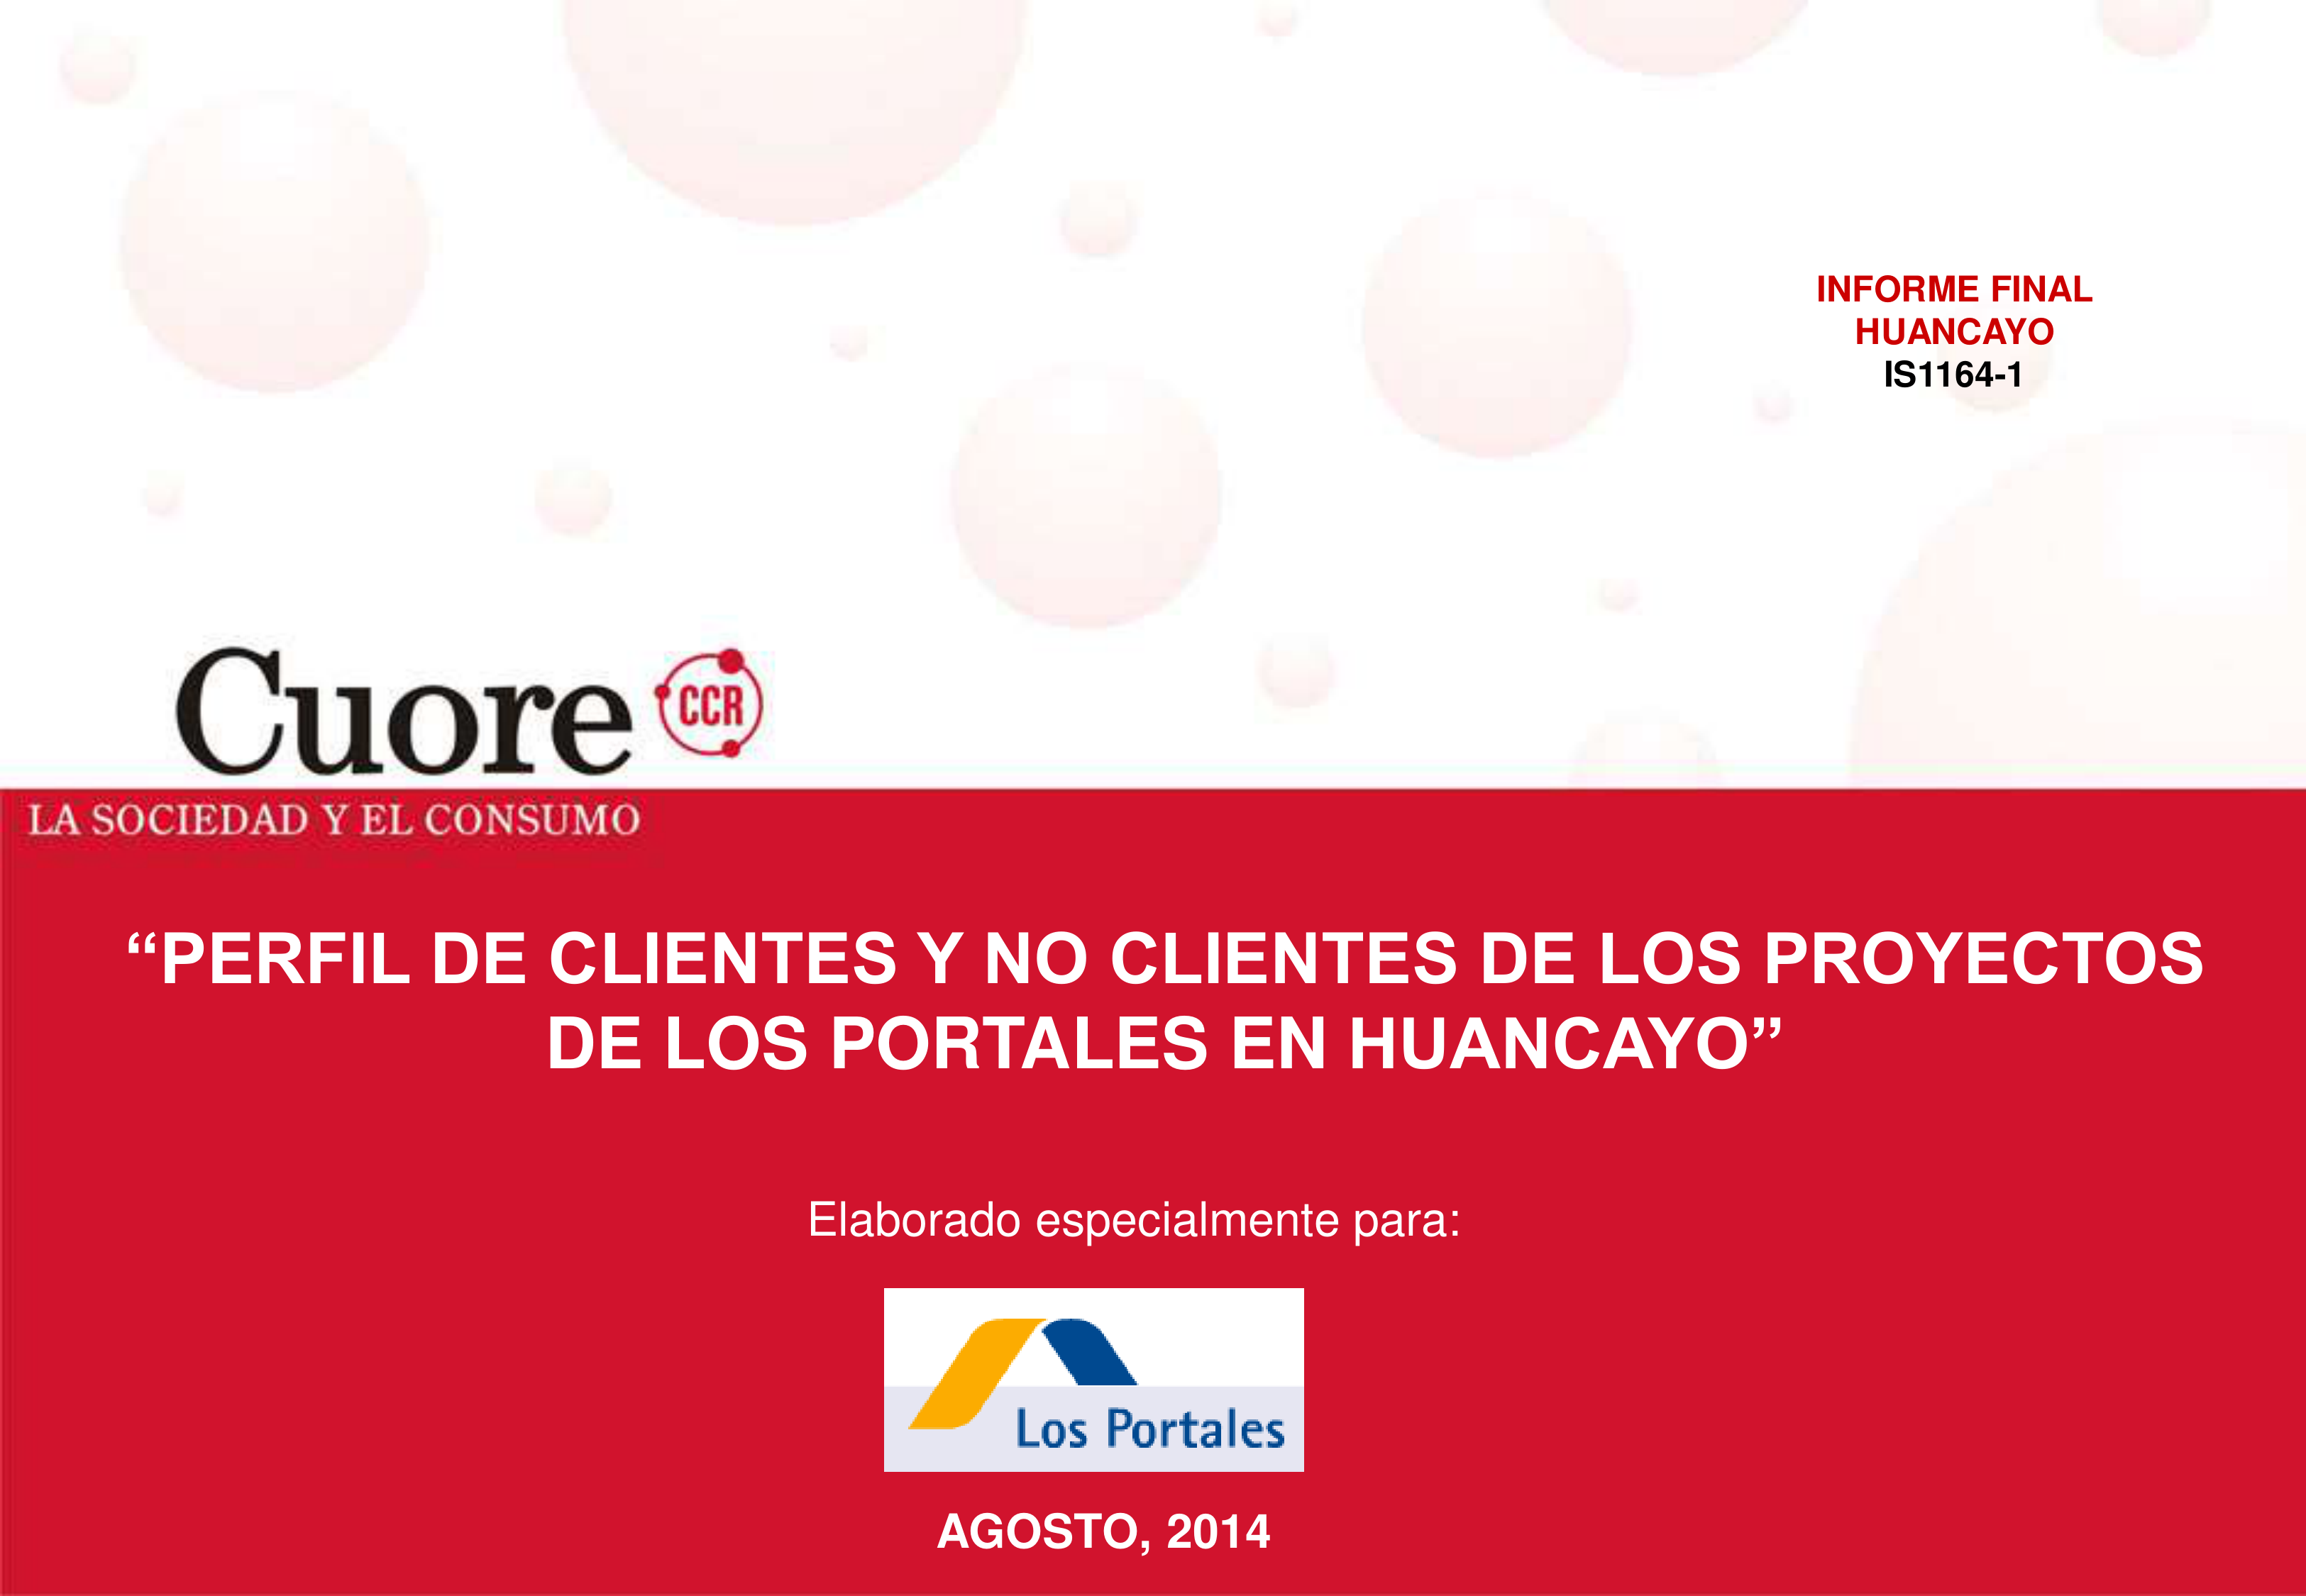 INFORME FINAL
HUANCAYO
IS1164-1
Cuore CCR
LA SOCIEDAD Y EL CONSUMO
“PERFIL DE CLIENTES Y NO CLIENTES DE LOS PROYECTOS
DE LOS PORTALES EN HUANCAYO”
Elaborado especialmente para:
Los Portales
AGOSTO, 2014